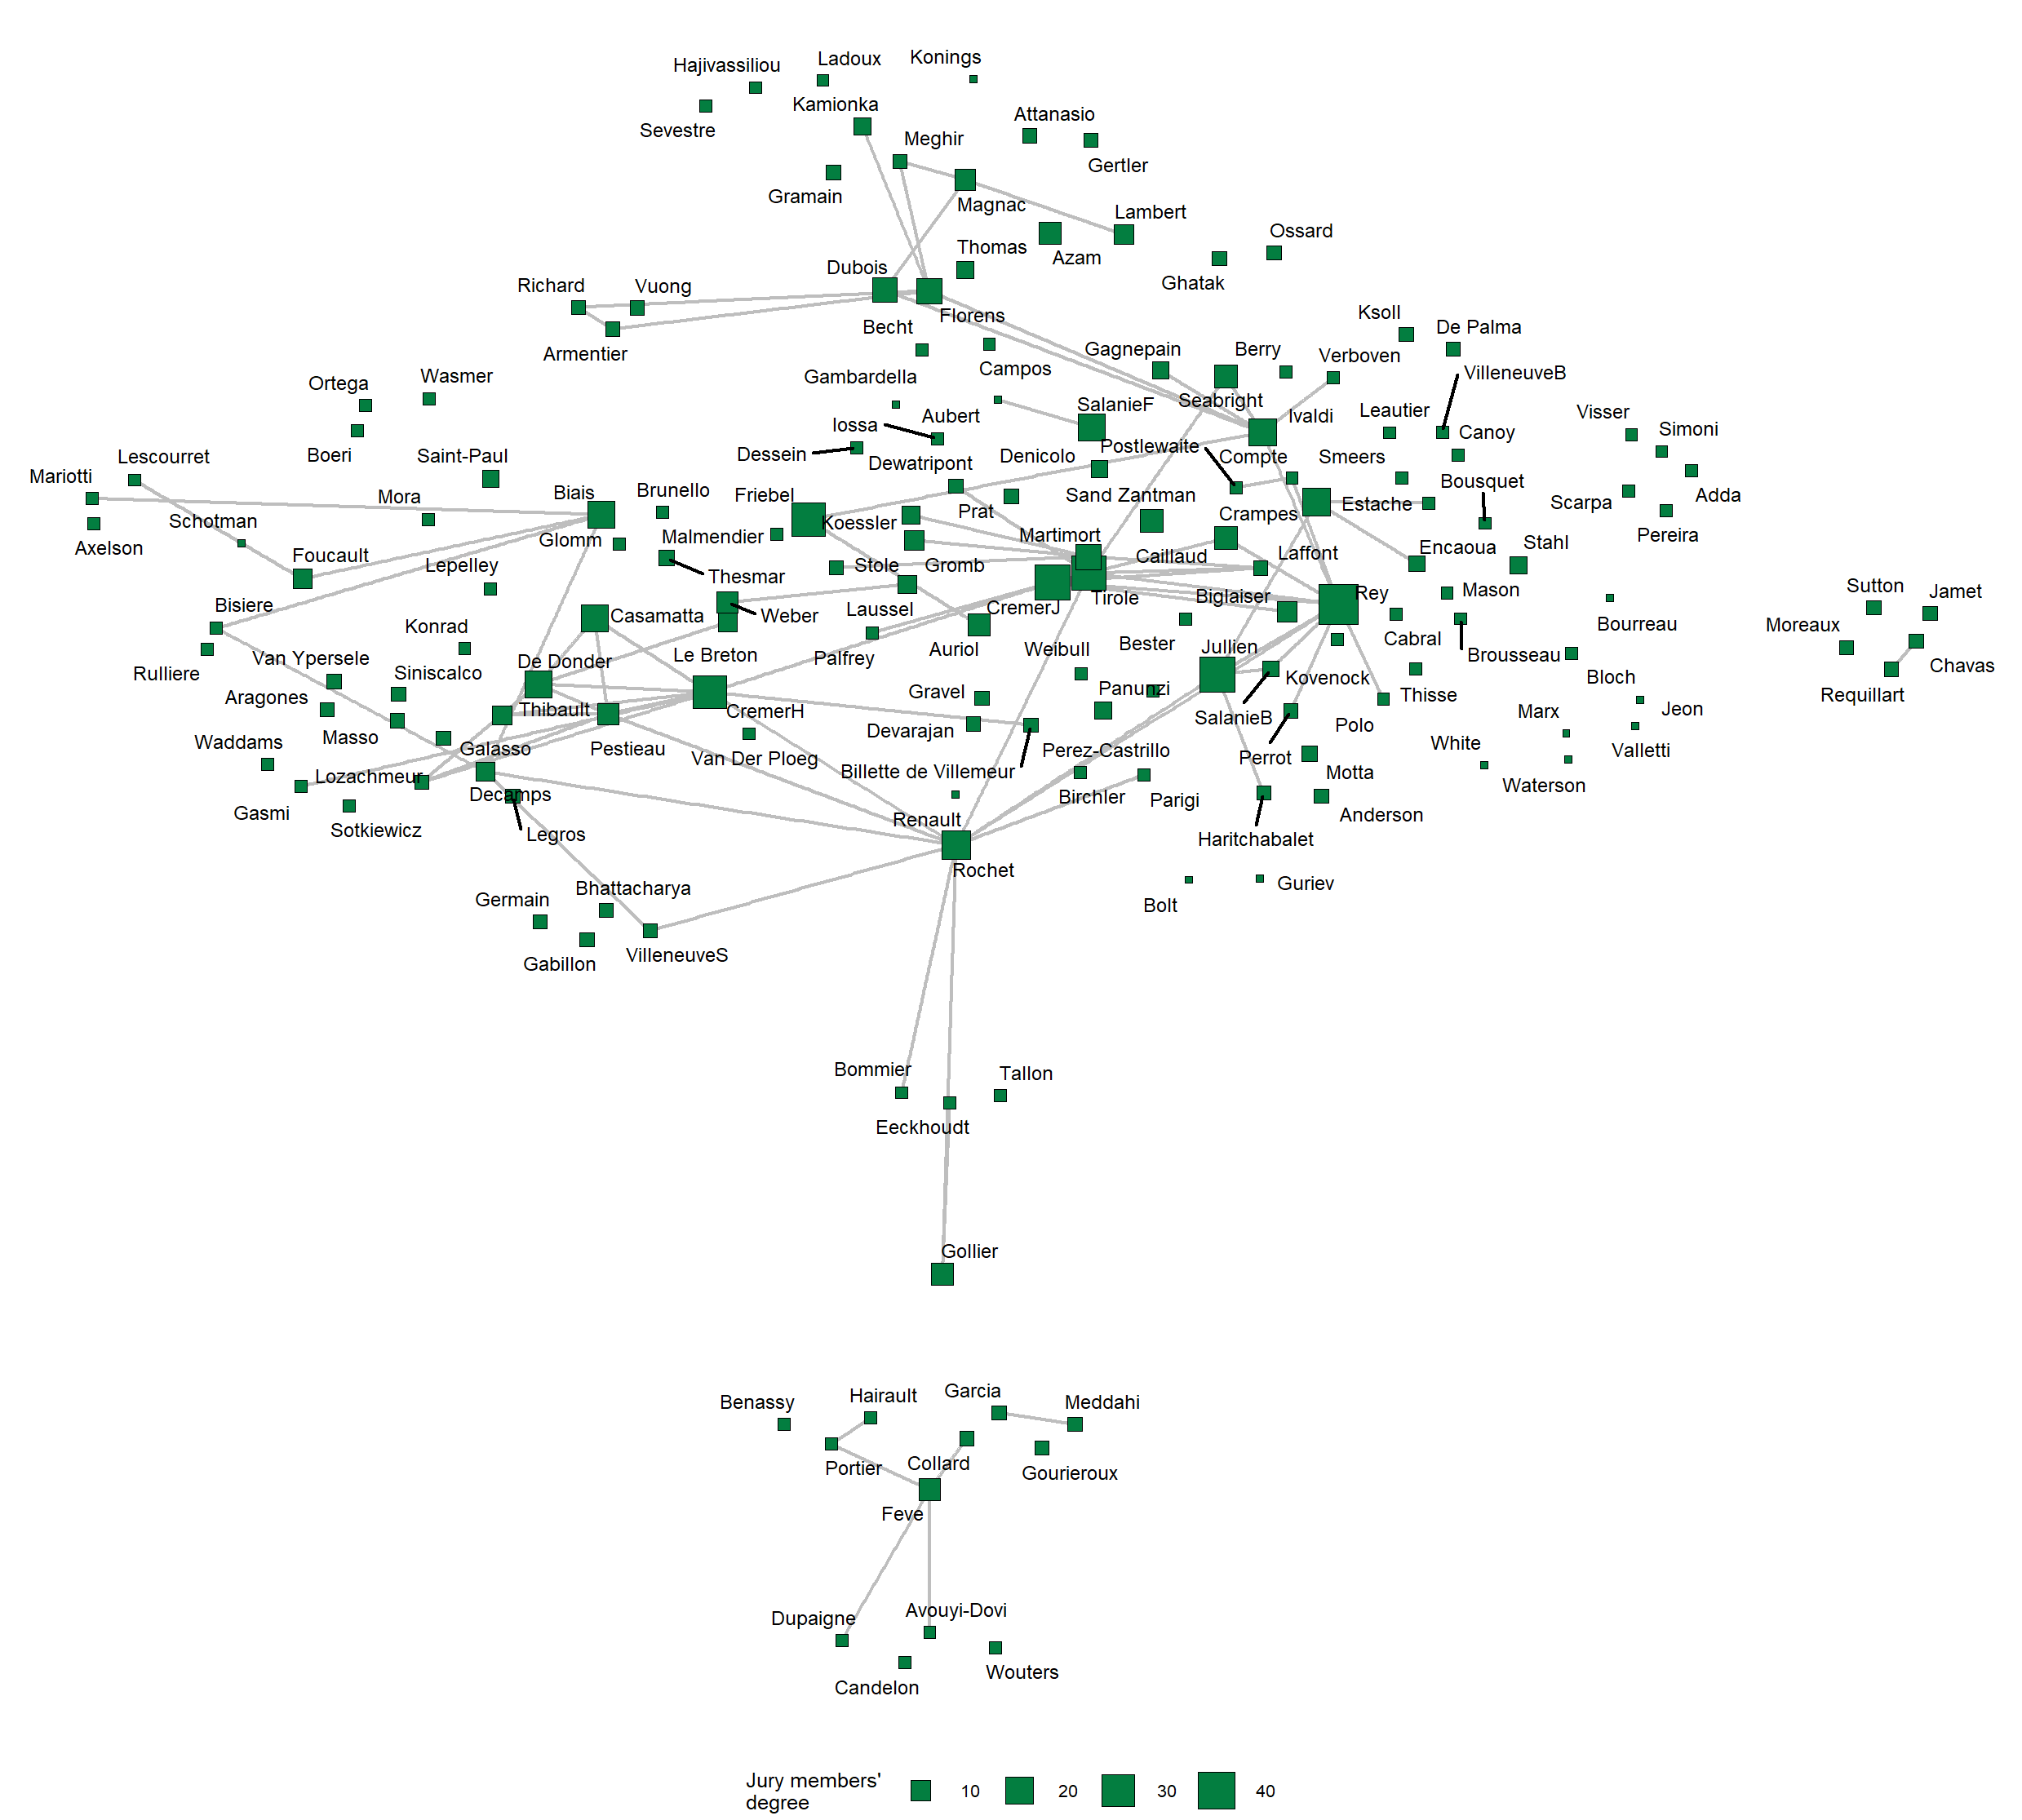 Konings
Ladoux
Hajivassiliou
Kamionka
Attanasio
Sevestre
Meghir
Gertler
Gramain
Magnac
Lambert
Ossard
Thomas
Azam
Dubois
Ghatak
Richard
Vuong
Florens
Ksoll
Becht
De Palma
Armentier
Gagnepain
Berry
Verboven
Campos
VilleneuveB
Wasmer
Ortega
Gambardella
Seabright
SalanieF
Leautier
Visser
Aubert
Ivaldi
Iossa
Simoni
Canoy
Postlewaite
Boeri
Dessein
Saint-Paul
Lescourret
Denicolo
Compte
Smeers
Dewatripont
Mariotti
Bousquet
Brunello
Biais
Friebel
Sand Zantman
Adda
Mora
Scarpa
Estache
Prat
Crampes
Schotman
Koessler
Malmendier
Martimort
Pereira
Glomm
Stahl
Axelson
Encaoua
Foucault
Caillaud
Laffont
Lepelley
Stole
Gromb
Thesmar
Sutton
Mason
Jamet
Rey
Biglaiser
Tirole
Bisiere
CremerJ
Laussel
Weber
Casamatta
Bourreau
Moreaux
Konrad
Cabral
Bester
Jullien
Auriol
Weibull
Palfrey
Le Breton
Brousseau
Van Ypersele
De Donder
Chavas
Rulliere
Siniscalco
Bloch
Kovenock
Panunzi
Gravel
Thisse
Requillart
Aragones
Thibault
CremerH
Marx
Jeon
SalanieB
Polo
Devarajan
Masso
Waddams
Galasso
Pestieau
White
Perez-Castrillo
Valletti
Van Der Ploeg
Perrot
Billette de Villemeur
Motta
Lozachmeur
Waterson
Decamps
Birchler
Parigi
Gasmi
Anderson
Renault
Sotkiewicz
Legros
Haritchabalet
Rochet
Guriev
Bhattacharya
Germain
Bolt
VilleneuveS
Gabillon
Bommier
Tallon
Eeckhoudt
Gollier
Garcia
Hairault
Benassy
Meddahi
Collard
Portier
Gourieroux
Feve
Avouyi-Dovi
Dupaigne
Wouters
Candelon
Jury members'
degree
10 20 30 40